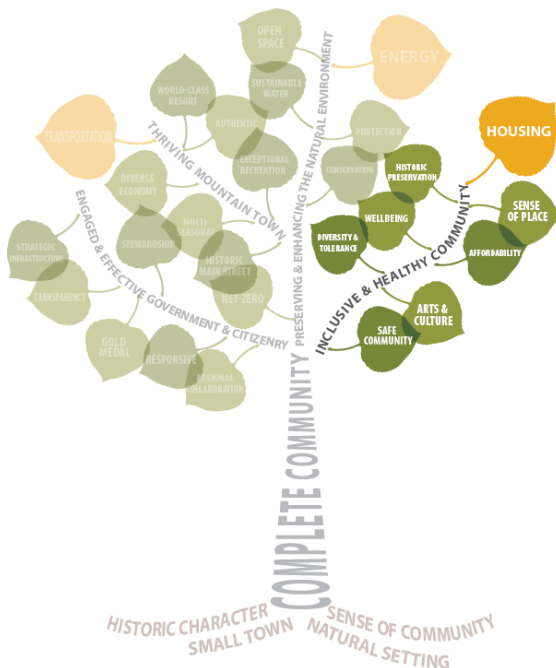 OPEN
SPACE
ENERGY
WORLD-CLASS
RESORT
SUSTAINABLE
WATER
TRANSPORTATION
AUTHENTIC
PROTECTION
HOUSING
THRIVING MOUNTAIN TOWN
EXCEPTIONAL
RECREATION
PRESERVING & ENHANCING THE NATURAL ENVIRONMENT
CONSERVATION
HISTORIC
PRESERVATION
DIVERSE
ECONOMY
SENSE
OF PLACE
MULTI-
SEASONAL
WELLBEING
STEWARDSHIP
DIVERSITY &
TOLERANCE
AFFORDABILITY
STRATEGIC
INFRASTRUCTURE
HISTORIC
MAIN STREET
INCLUSIVE & HEALTHY COMMUNITY
ENGAGED & EFFECTIVE GOVERNMENT & CITIZENRY
TRANSPARENCY
NET-ZERO
ARTS &
CULTURE
GOLD
MEDAL
RESPONSIVE
SAFE
COMMUNITY
REGIONAL
COLLABORATION
COMPLETE COMMUNITY
HISTORIC CHARACTER
SENSE OF COMMUNITY
SMALL TOWN
NATURAL SETTING